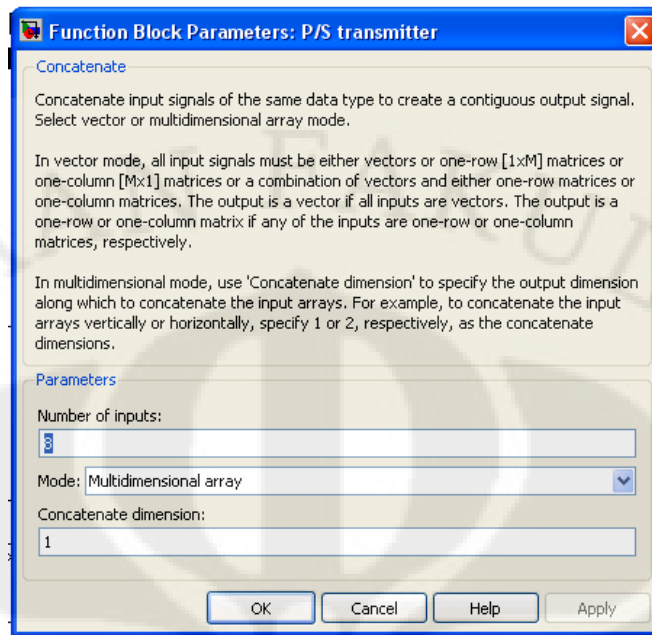 Function Block Parameters: P/S transmitter
Concatenate
Concatenate input signals of the same data type to create a contiguous output signal.
Select vector or multidimensional array mode.
In vector mode, all input signals must be either vectors or one-row [1xM] matrices or
one-column [Mx1] matrices or a combination of vectors and either one-row matrices or
one-column matrices. The output is a vector if all inputs are vectors. The output is a
one-row or one-column matrix if any of the inputs are one-row or one-column
matrices, respectively.
In multidimensional mode, use 'Concatenate dimension' to specify the output dimension
along which to concatenate the input arrays. For example, to concatenate the input
arrays vertically or horizontally, specify 1 or 2, respectively, as the concatenate
dimensions.
Parameters
Number of inputs:
8
Mode: Multidimensional array
Concatenate dimension:
1
OK Cancel Help Apply